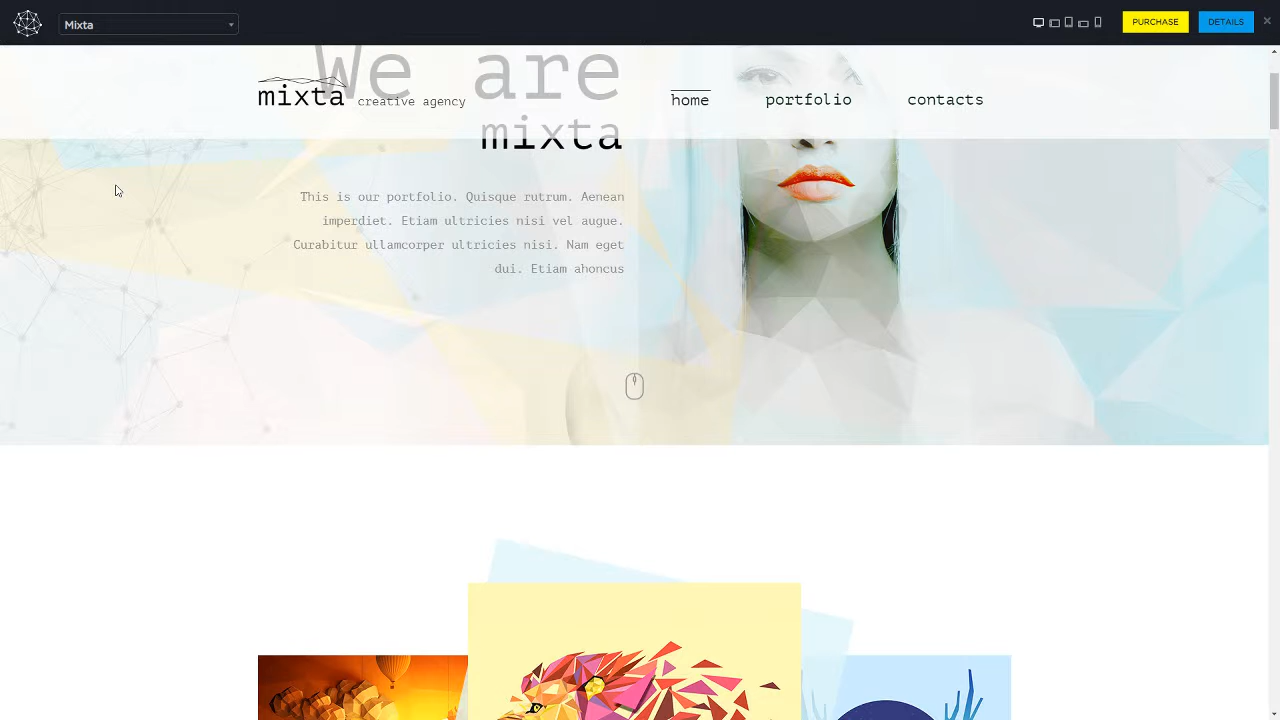 Mixta
PURCHASE
DETAILS
We are
mixta
mixta creative agency
home
portfolio
contacts
This is our portfolio. Quisque rutrum. Aenean
imperdiet. Etiam ultricies nisi vel augue.
Curabitur ullamcorper ultricies nisi. Nam eget
dui. Etiam ahoncus